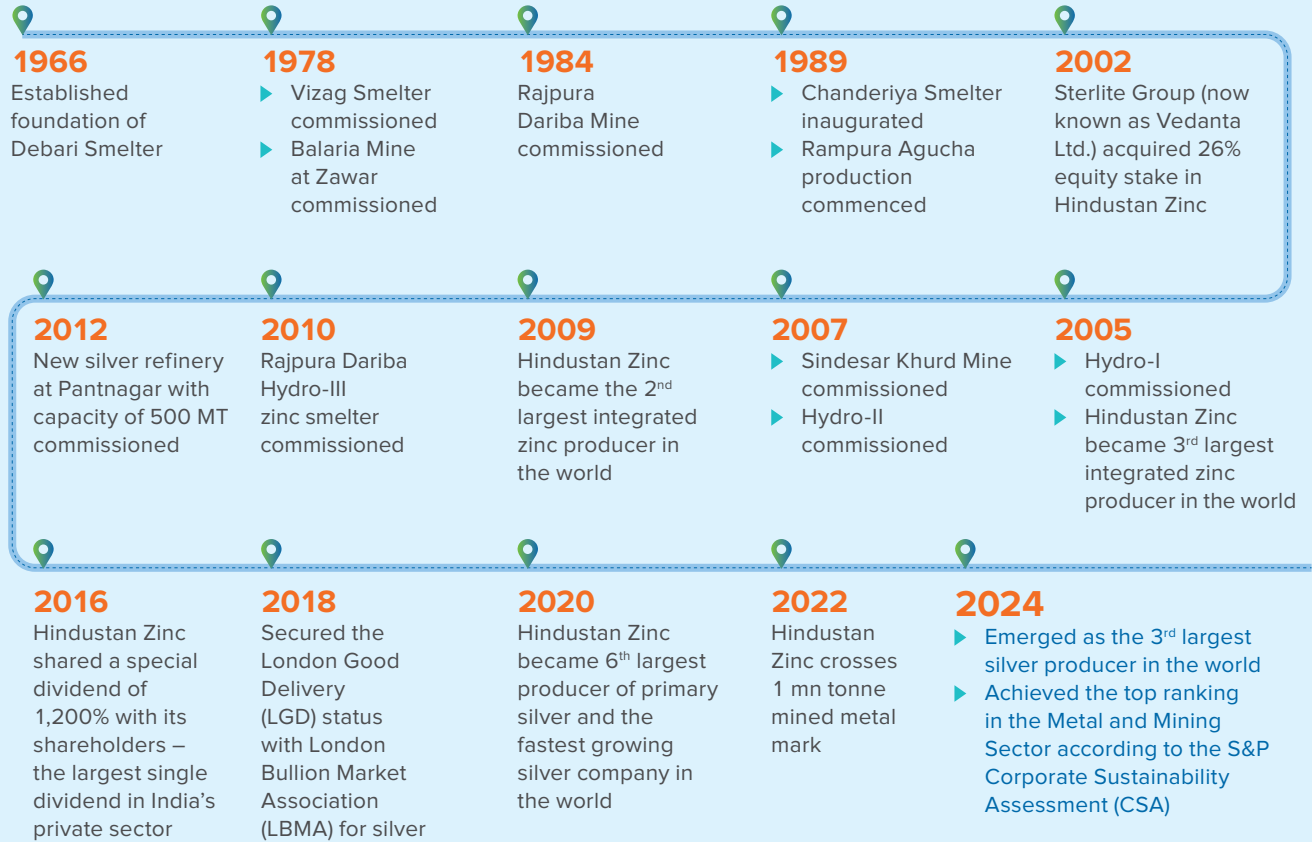 1966
Established
foundation of
Debari Smelter
1978
Vizag Smelter
commissioned
Balaria Mine
at Zawar
commissioned
1984
Rajpura
Dariba Mine
commissioned
1989
Chanderiya Smelter
inaugurated
Rampura Agucha
production
commenced
2002
Sterlite Group (now
known as Vedanta
Ltd.) acquired 26%
equity stake in
Hindustan Zinc
2005
Hydro-I
commissioned
Hindustan Zinc
became 3rd largest
integrated zinc
producer in the world
2007
Sindesar Khurd Mine
commissioned
Hydro-II
commissioned
2009
Hindustan Zinc
became the 2nd
largest integrated
zinc producer in
the world
2010
Rajpura Dariba
Hydro-III
zinc smelter
commissioned
2012
New silver refinery
at Pantnagar with
capacity of 500 MT
commissioned
2016
Hindustan Zinc
shared a special
dividend of
1,200% with its
shareholders –
the largest single
dividend in India’s
private sector
2018
Secured the
London Good
Delivery
(LGD) status
with London
Bullion Market
Association
(LBMA) for silver
2020
Hindustan Zinc
became 6th largest
producer of primary
silver and the
fastest growing
silver company in
the world
2022
Hindustan
Zinc crosses
1 mn tonne
mined metal
mark
2024
Emerged as the 3rd largest
silver producer in the world
Achieved the top ranking
in the Metal and Mining
Sector according to the S&P
Corporate Sustainability
Assessment (CSA)